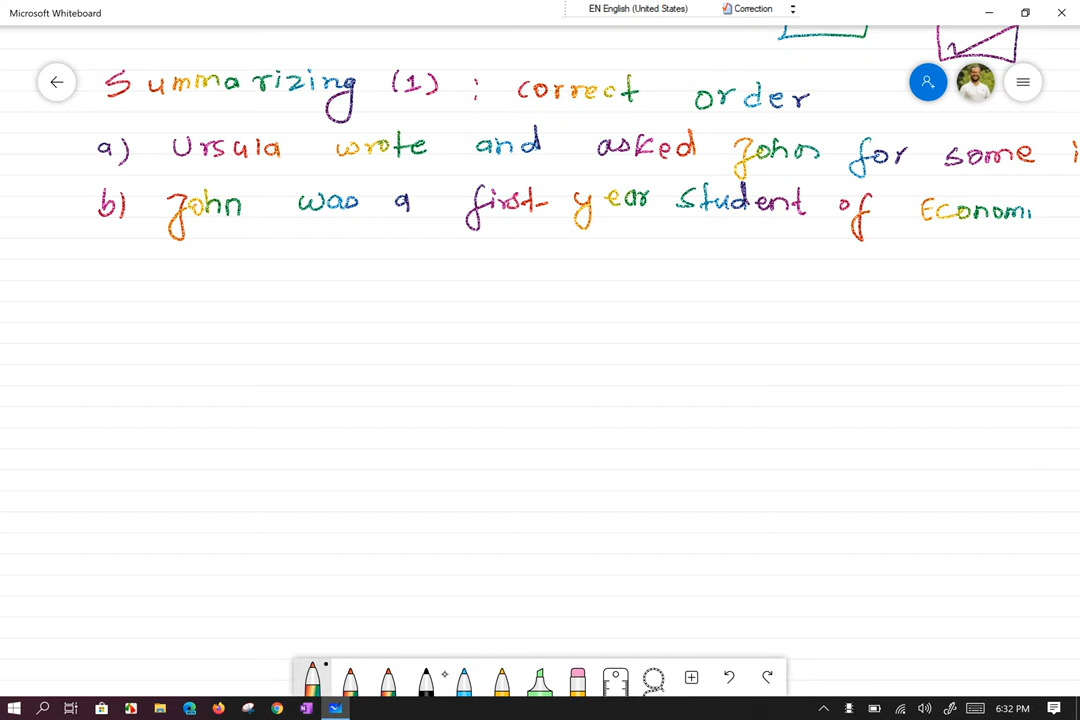 Microsoft Whiteboard
EN English (United States) Correction
Summarizing (1) : correct order
a) Ursula wrote and asked John for some i
b) John was a first-year student of Economi
6:32 PM